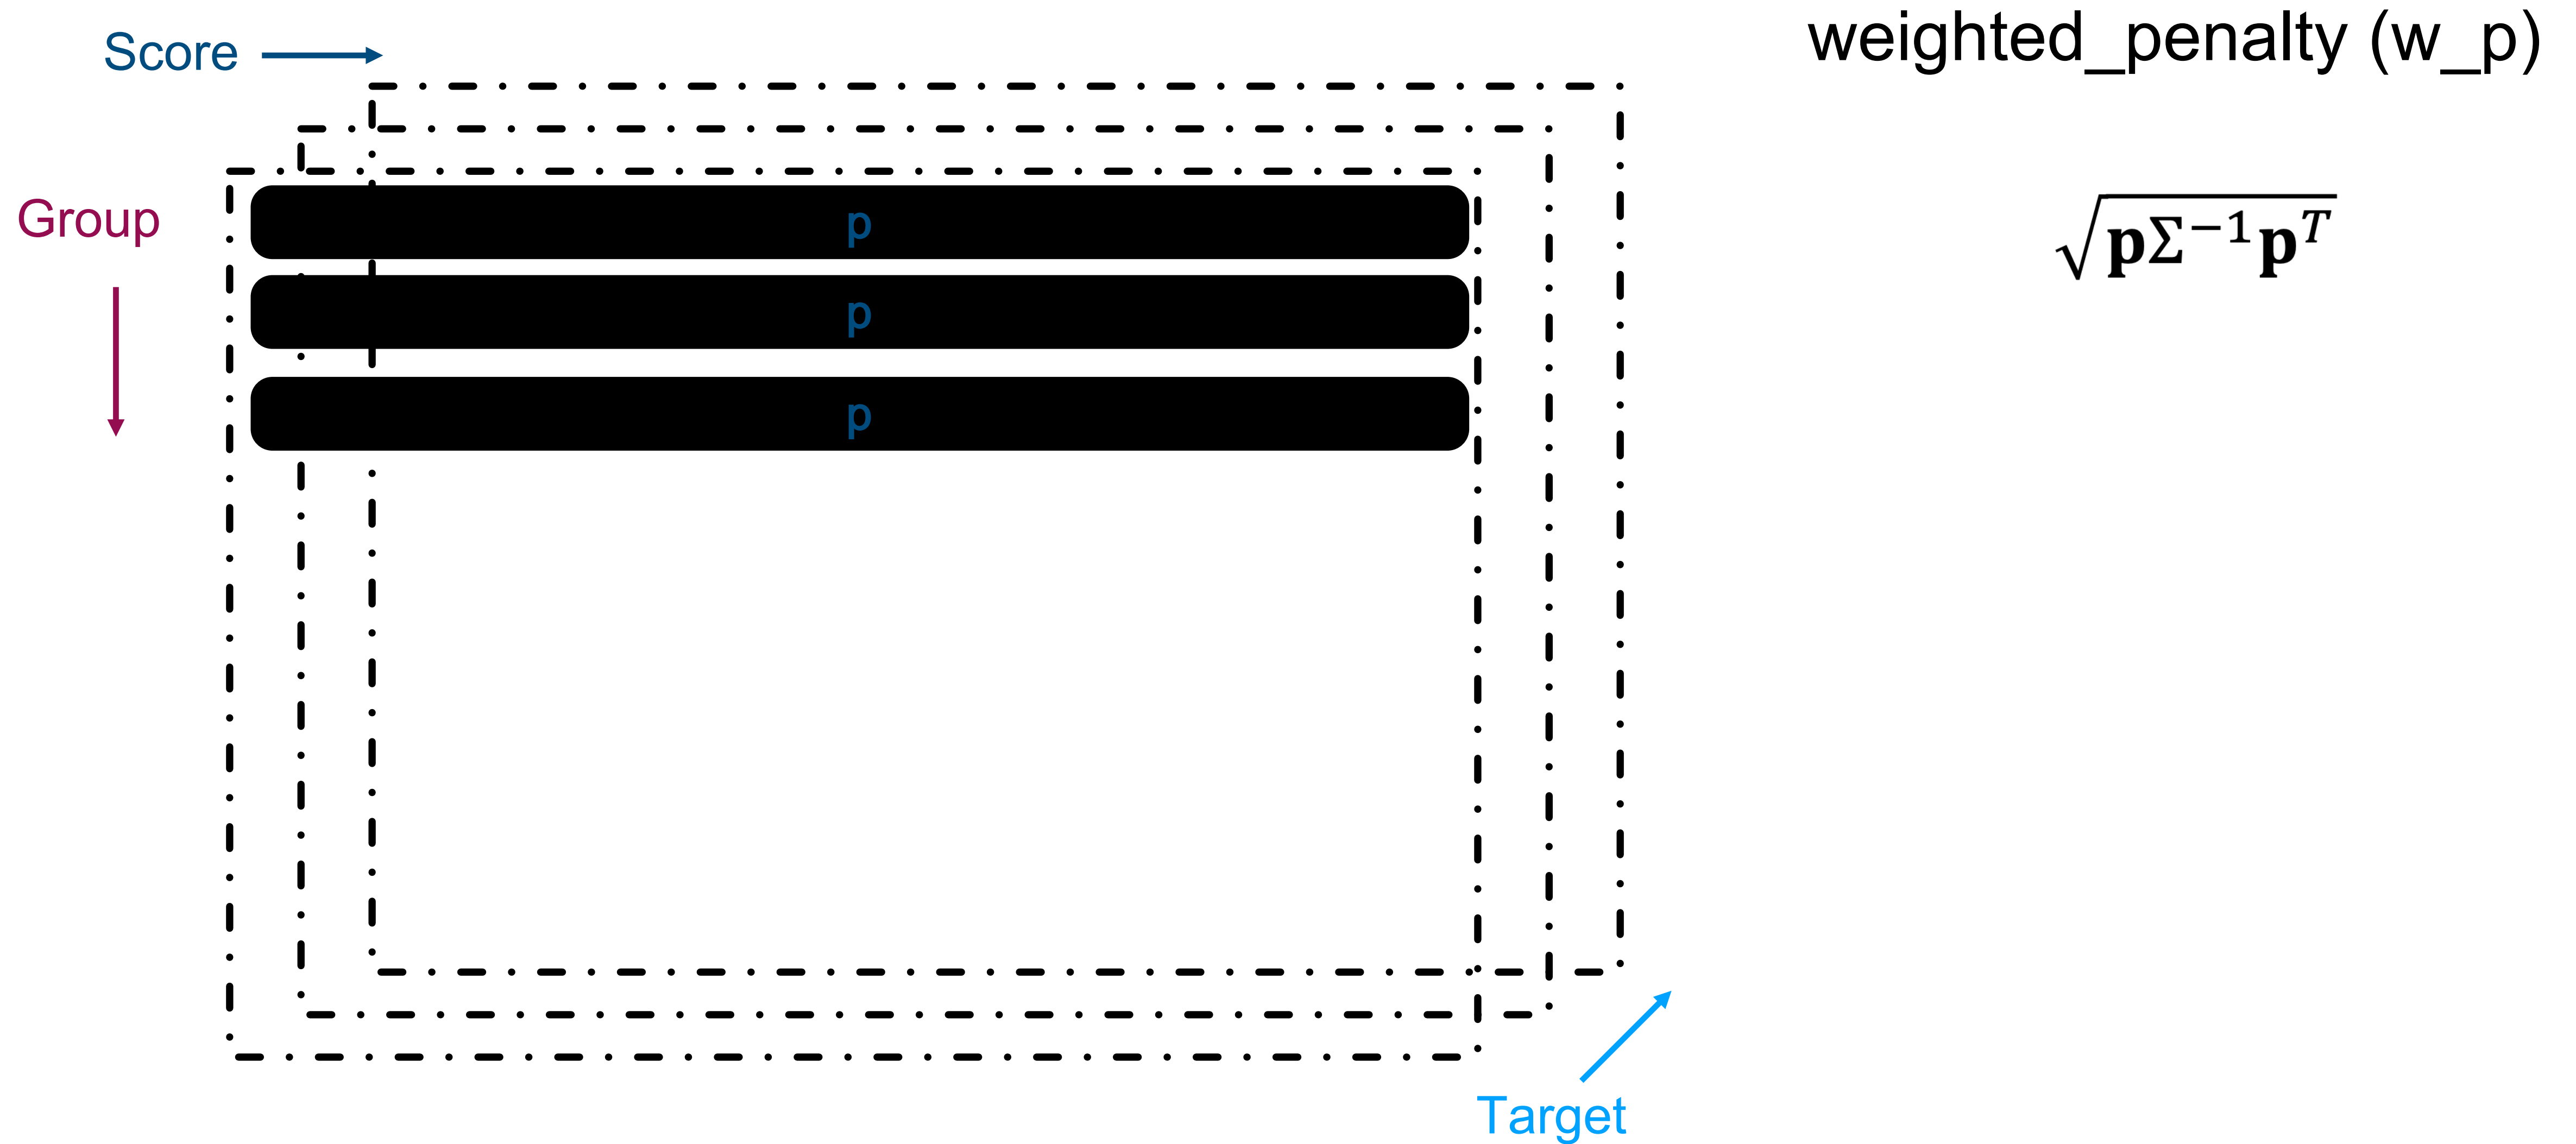 weighted_penalty (w_p)
Score
Group
p
p
p
√pΣ⁻¹pᵀ
Target